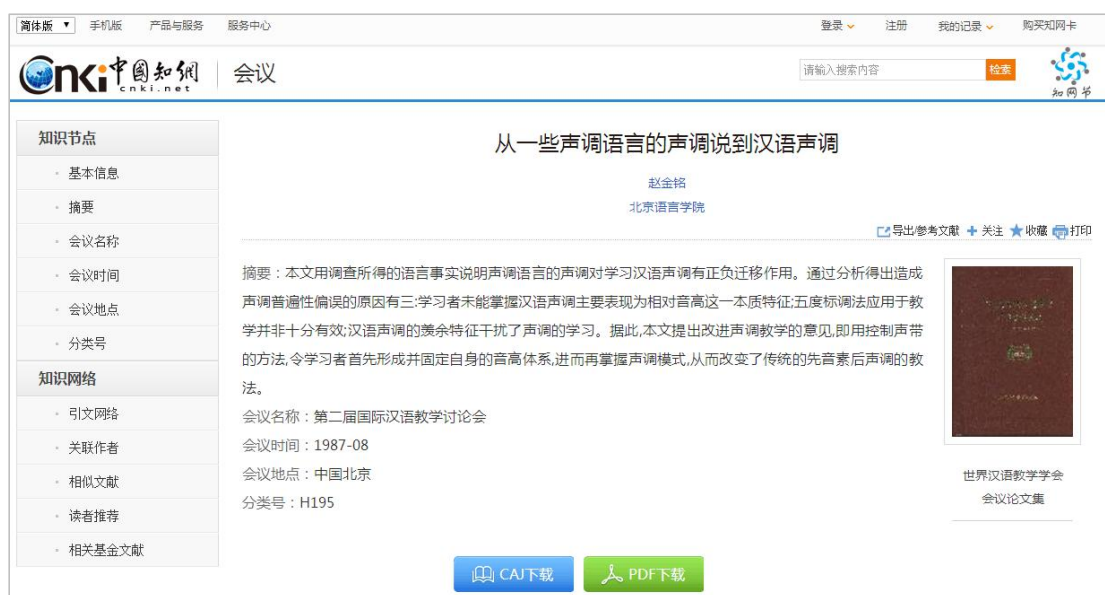 简体版 手机版 产品与服务 服务中心 登录 注册 我的记录 购买知网卡
Cnki 中国知网 cnki.net 会议 请输入搜索内容 检索 知网节
知识节点
基本信息
摘要
会议名称
会议时间
会议地点
分类号
知识网络
引文网络
关联作者
相似文献
读者推荐
相关基金文献
从一些声调语言的声调说到汉语声调
赵金铭
北京语言学院
导出/参考文献 关注 收藏 打印
摘要：本文用调查所得的语言事实说明声调语言的声调对学习汉语声调有正负迁移作用。通过分析得出造成
声调普遍性偏误的原因有三:学习者未能掌握汉语声调主要表现为相对音高这一本质特征;五度标调法应用于教
学并非十分有效;汉语声调的羡余特征干扰了声调的学习。据此,本文提出改进声调教学的意见,即用控制声带
的方法,令学习者首先形成并固定自身的音高体系,进而再掌握声调模式,从而改变了传统的先音素后声调的教
法。
会议名称：第二届国际汉语教学讨论会
会议时间：1987-08
会议地点：中国北京
分类号：H195
世界汉语教学学会
会议论文集
CAJ下载 PDF下载